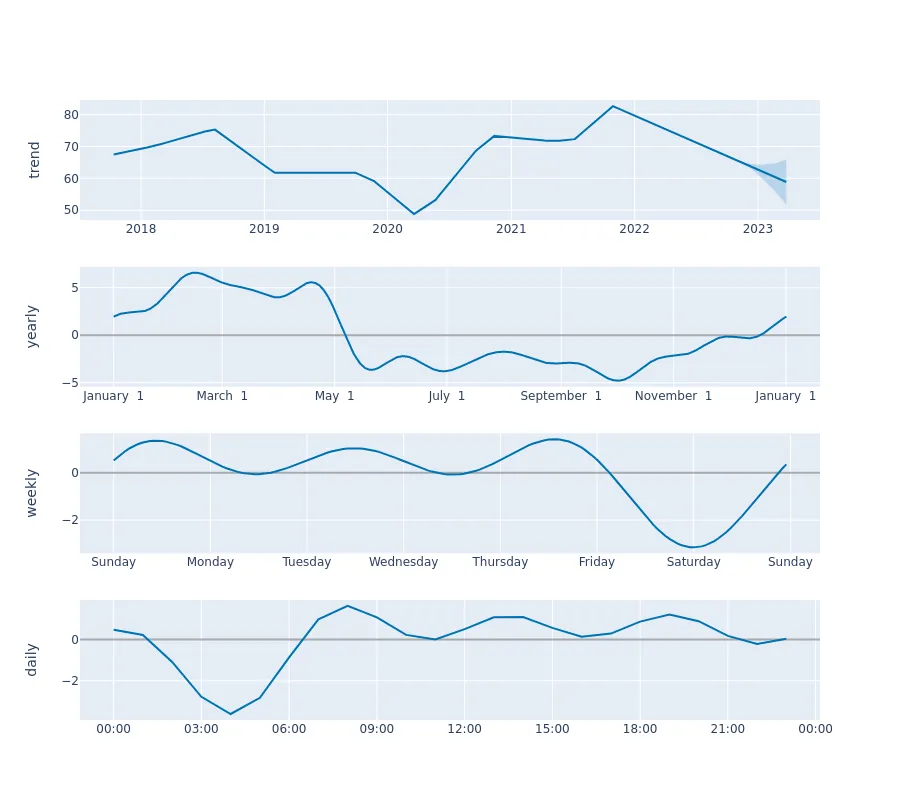 trend
80
70
60
50
2018 2019 2020 2021 2022 2023
yearly
5
0
−5
January 1 March 1 May 1 July 1 September 1 November 1 January 1
weekly
0
−2
Sunday Monday Tuesday Wednesday Thursday Friday Saturday Sunday
daily
0
−2
00:00 03:00 06:00 09:00 12:00 15:00 18:00 21:00 00:00